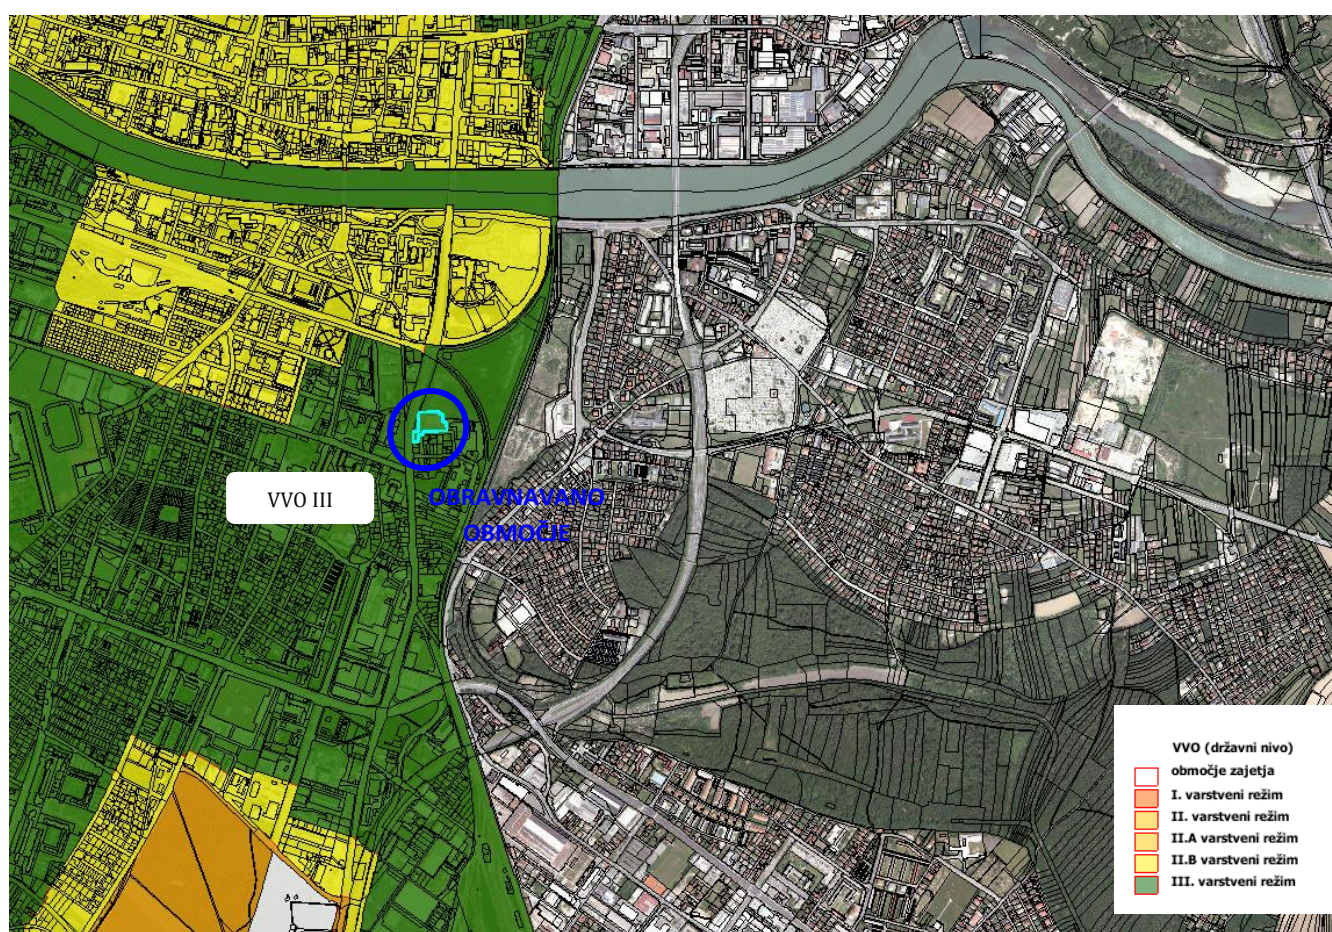 VVO III
OBRAVNAVANO
OBMOČJE
VVO (državni nivo)
območje zajetja
I. varstveni režim
II. varstveni režim
II.A varstveni režim
II.B varstveni režim
III. varstveni režim